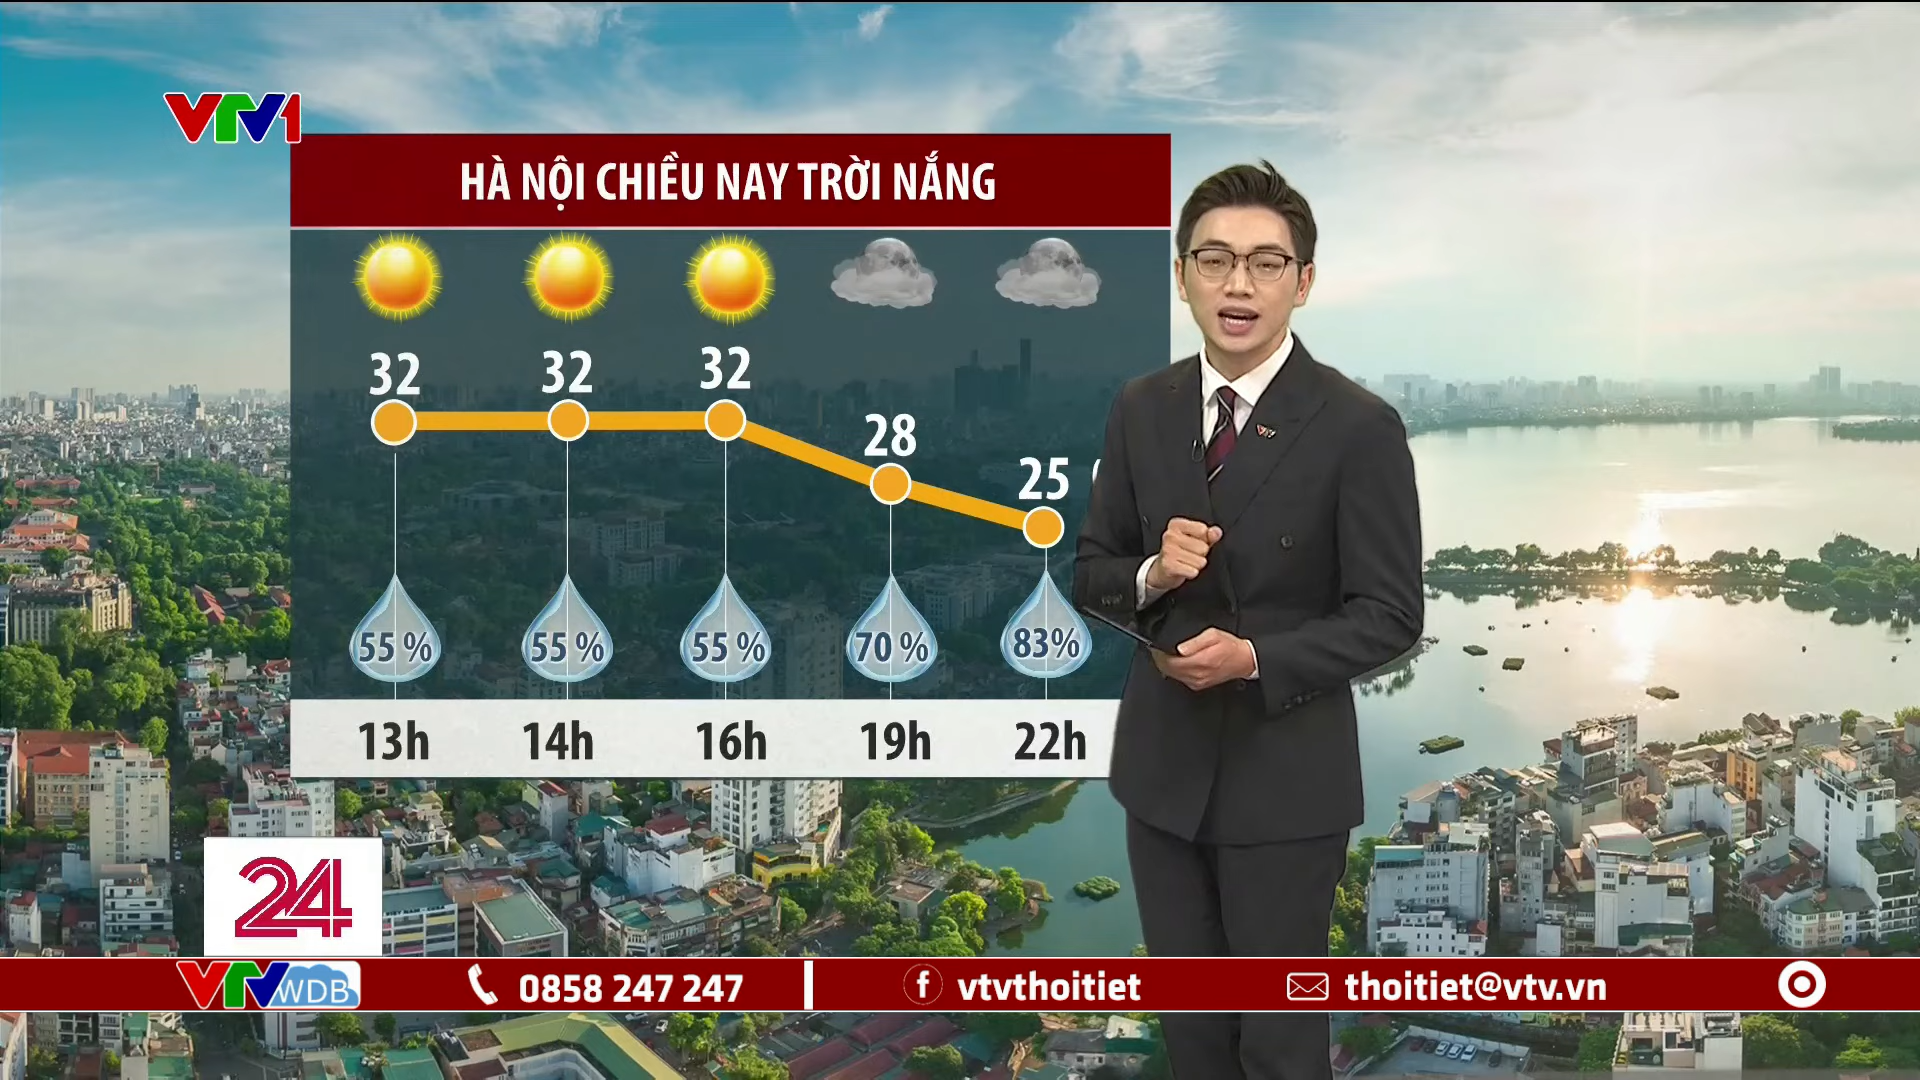 VTV1
HÀ NỘI CHIỀU NAY TRỜI NẮNG
32 32 32 28 25
55 % 55 % 55 % 70 % 83%
13h 14h 16h 19h 22h
VTV
24
VTV WDB 0858 247 247 vtvthoitiet thoitiet@vtv.vn